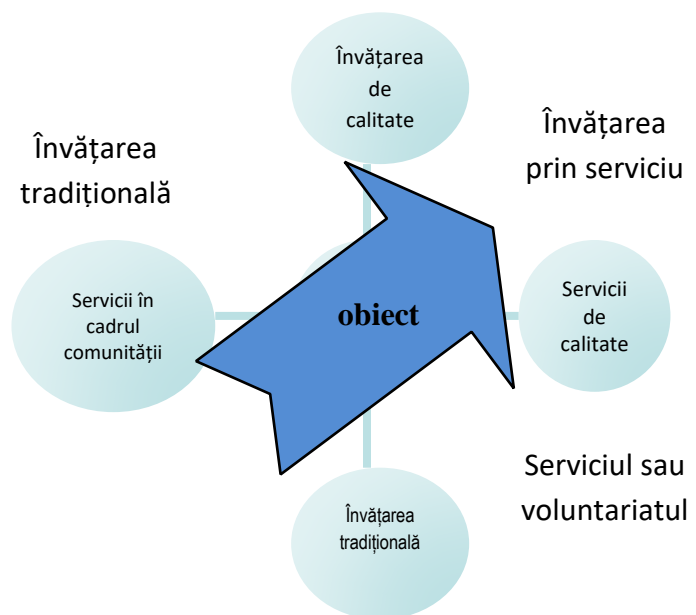 Învățarea
de
calitate
Învățarea
tradițională
Învățarea
prin serviciu
Servicii în
cadrul
comunității
obiect
Servicii
de
calitate
Serviciul sau
voluntariatul
Învățarea
tradițională